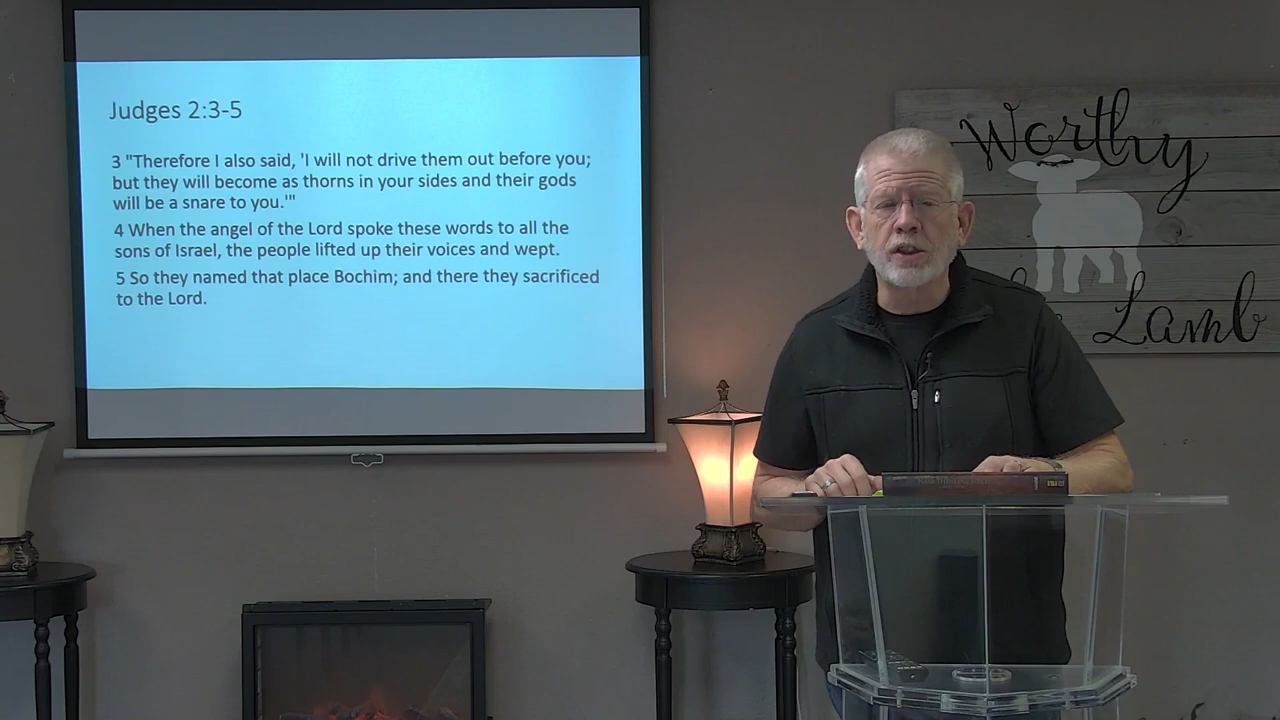 Judges 2:3-5
3 "Therefore I also said, 'I will not drive them out before you;
but they will become as thorns in your sides and their gods
will be a snare to you.'"
4 When the angel of the Lord spoke these words to all the
sons of Israel, the people lifted up their voices and wept.
5 So they named that place Bochim; and there they sacrificed
to the Lord.
Worthy
Lamb